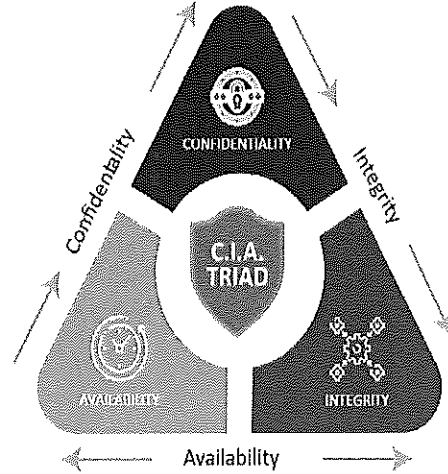 CONFIDENTIALITY
Confidentality
Integrity
C.I.A.
TRIAD
AVAILABILITY
INTEGRITY
Availability